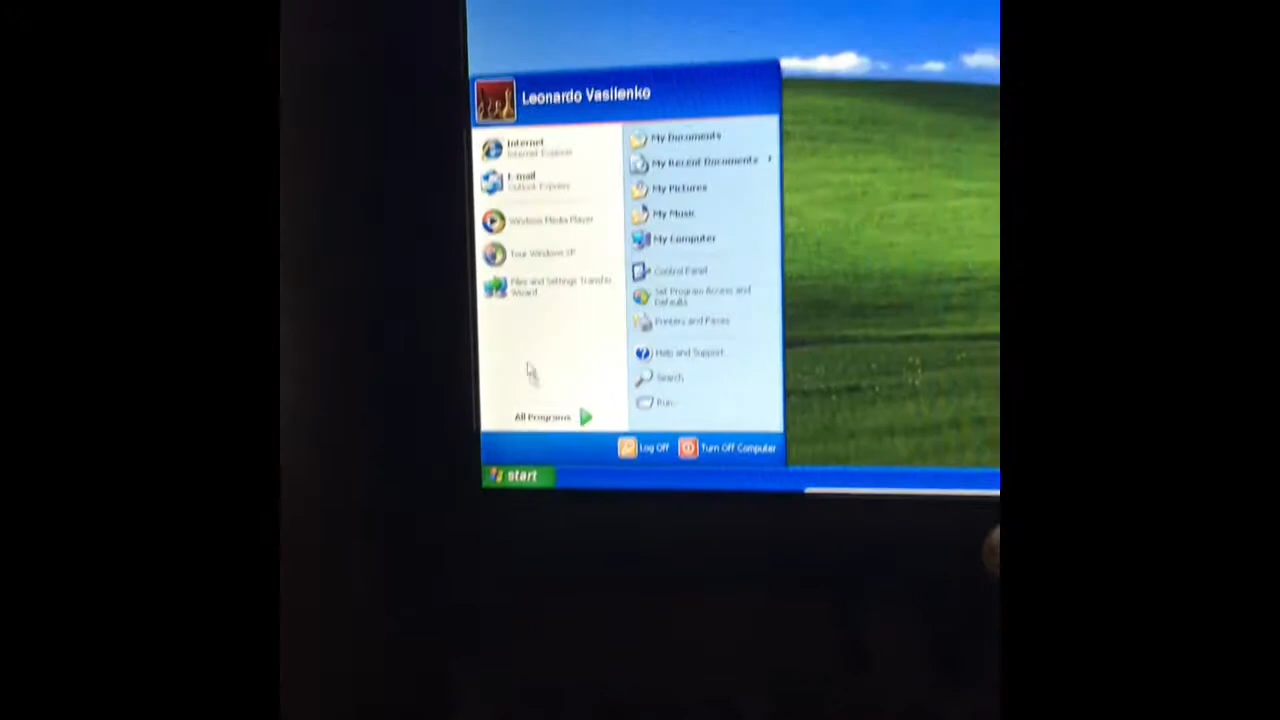 Leonardo Vasilenko
Internet
Internet Explorer
E-mail
Outlook Express
Windows Media Player
Tour Windows XP
Files and Settings Transfer
Wizard
All Programs
My Documents
My Recent Documents
My Pictures
My Music
My Computer
Control Panel
Set Program Access and
Defaults
Printers and Faxes
Help and Support
Search
Run...
Log Off
Turn Off Computer
start